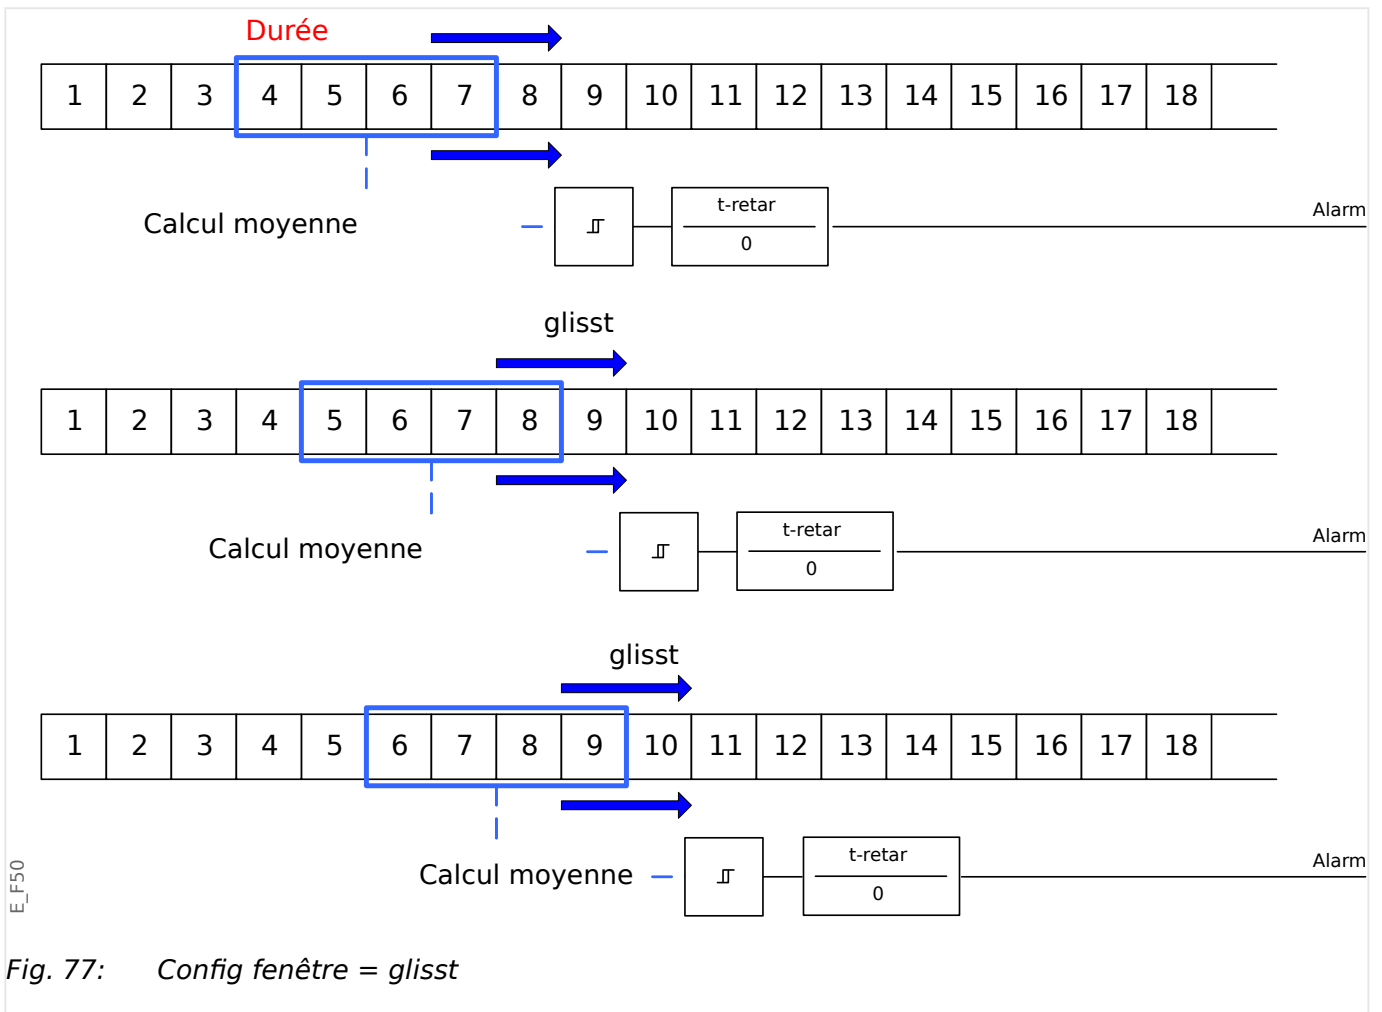 Durée
1 2 3 4 5 6 7 8 9 10 11 12 13 14 15 16 17 18
t-retar
Alarm
Calcul moyenne
0
glisst
1 2 3 4 5 6 7 8 9 10 11 12 13 14 15 16 17 18
t-retar
Alarm
Calcul moyenne
0
glisst
1 2 3 4 5 6 7 8 9 10 11 12 13 14 15 16 17 18
t-retar
Alarm
Calcul moyenne
0
E_F50
Fig. 77: Config fenêtre = glisst